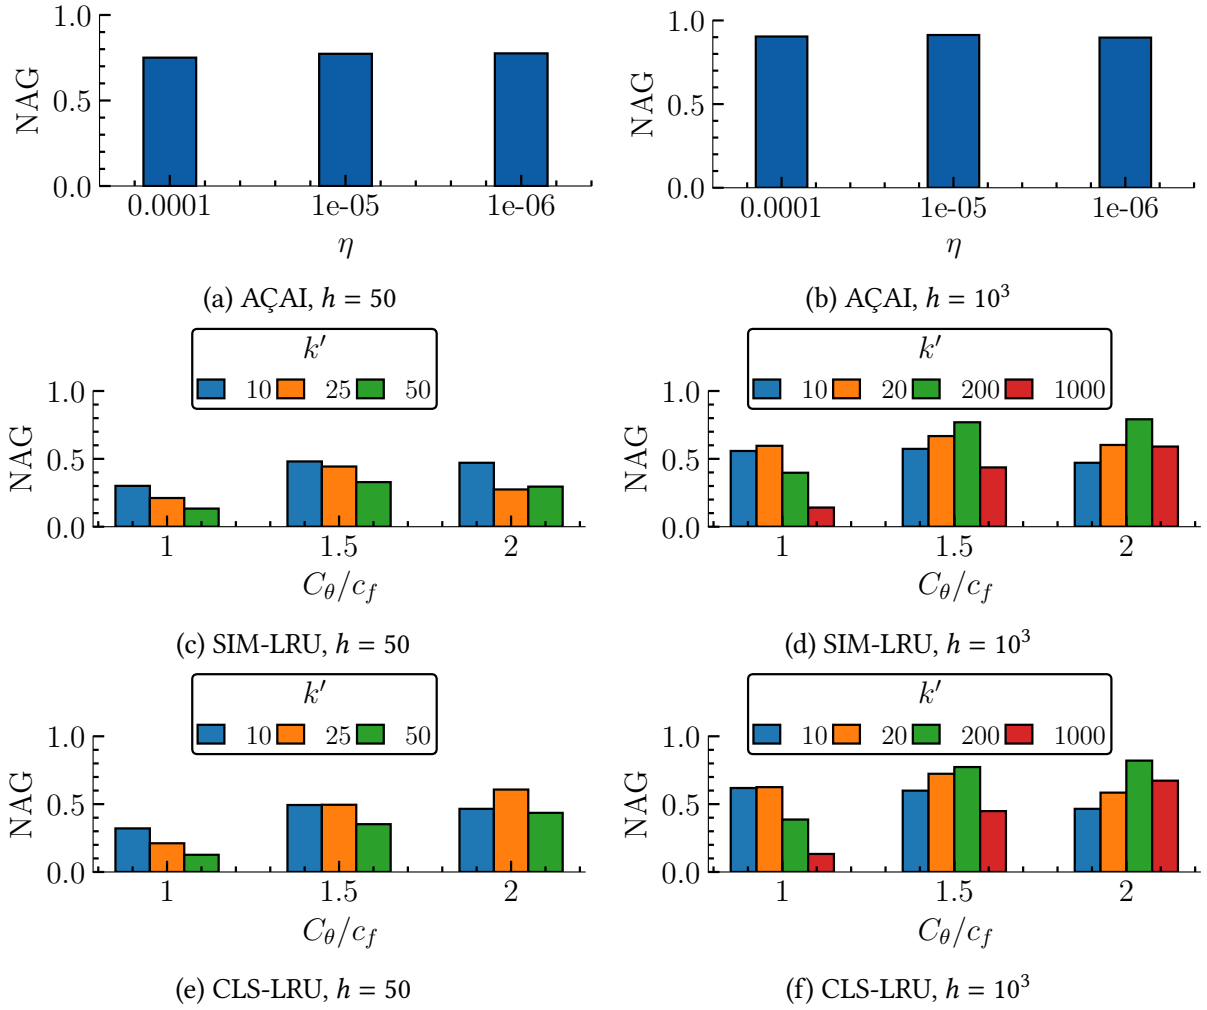 1.0
NAG
0.5
0.0
0.0001 1e-05 1e-06
η
(a) AÇAI, h = 50
1.0
NAG
0.5
0.0
0.0001 1e-05 1e-06
η
(b) AÇAI, h = 10³
k′
10 25 50
1.0
NAG
0.5
0.0
1 1.5 2
C_θ/c_f
(c) SIM-LRU, h = 50
k′
10 20 200 1000
1.0
NAG
0.5
0.0
1 1.5 2
C_θ/c_f
(d) SIM-LRU, h = 10³
k′
10 25 50
1.0
NAG
0.5
0.0
1 1.5 2
C_θ/c_f
(e) CLS-LRU, h = 50
k′
10 20 200 1000
1.0
NAG
0.5
0.0
1 1.5 2
C_θ/c_f
(f) CLS-LRU, h = 10³